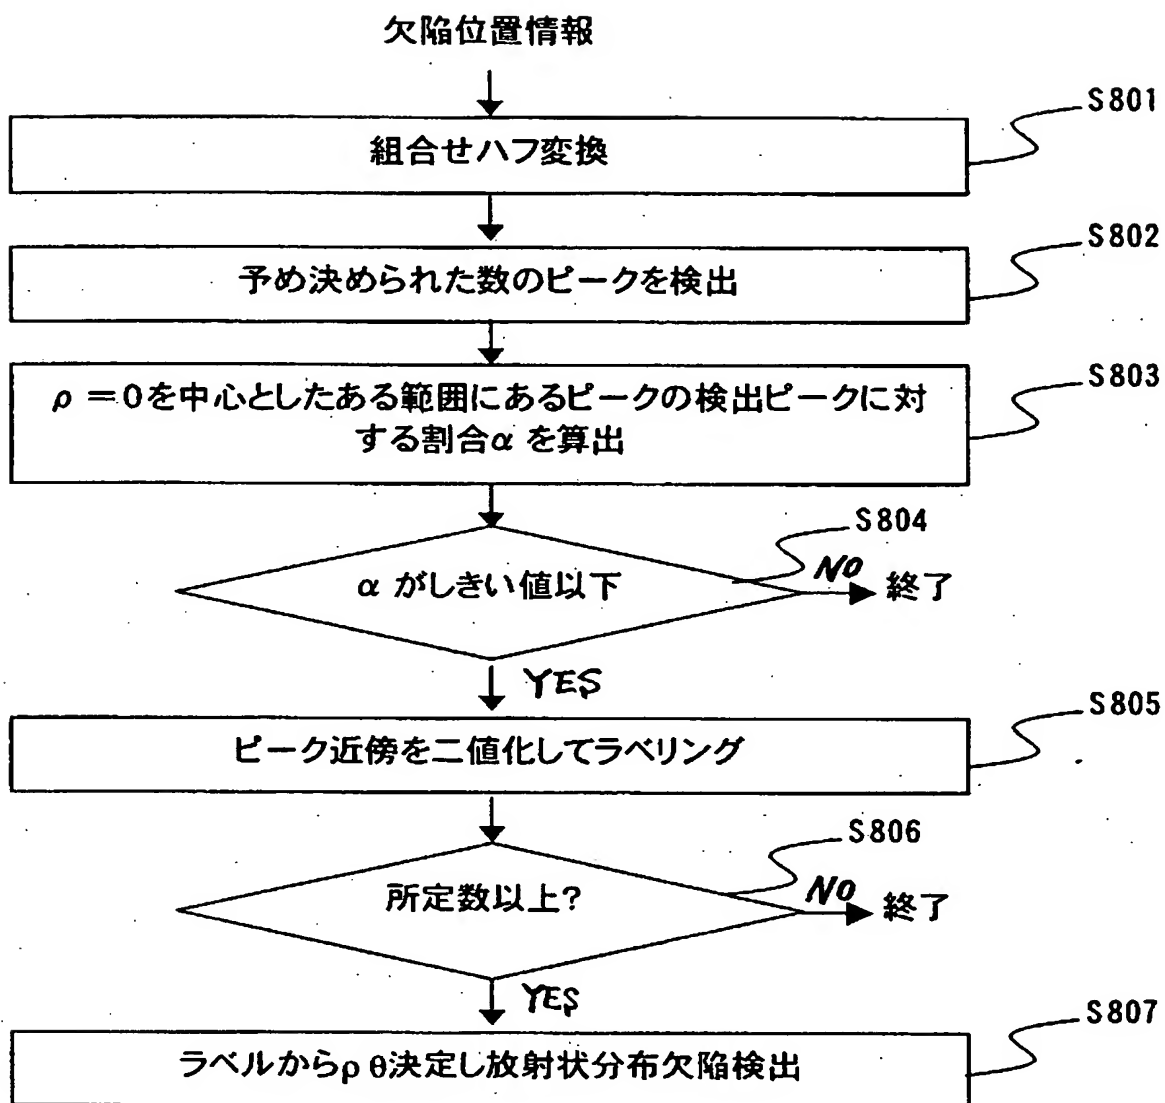 欠陥位置情報
S801
組合せハフ変換
S802
予め決められた数のピークを検出
S803
ρ =0を中心としたある範囲にあるピークの検出ピークに対
する割合α を算出
S804
α がしきい値以下
NO
終了
YES
S805
ピーク近傍を二値化してラベリング
S806
所定数以上?
NO
終了
YES
S807
ラベルからρ θ決定し放射状分布欠陥検出